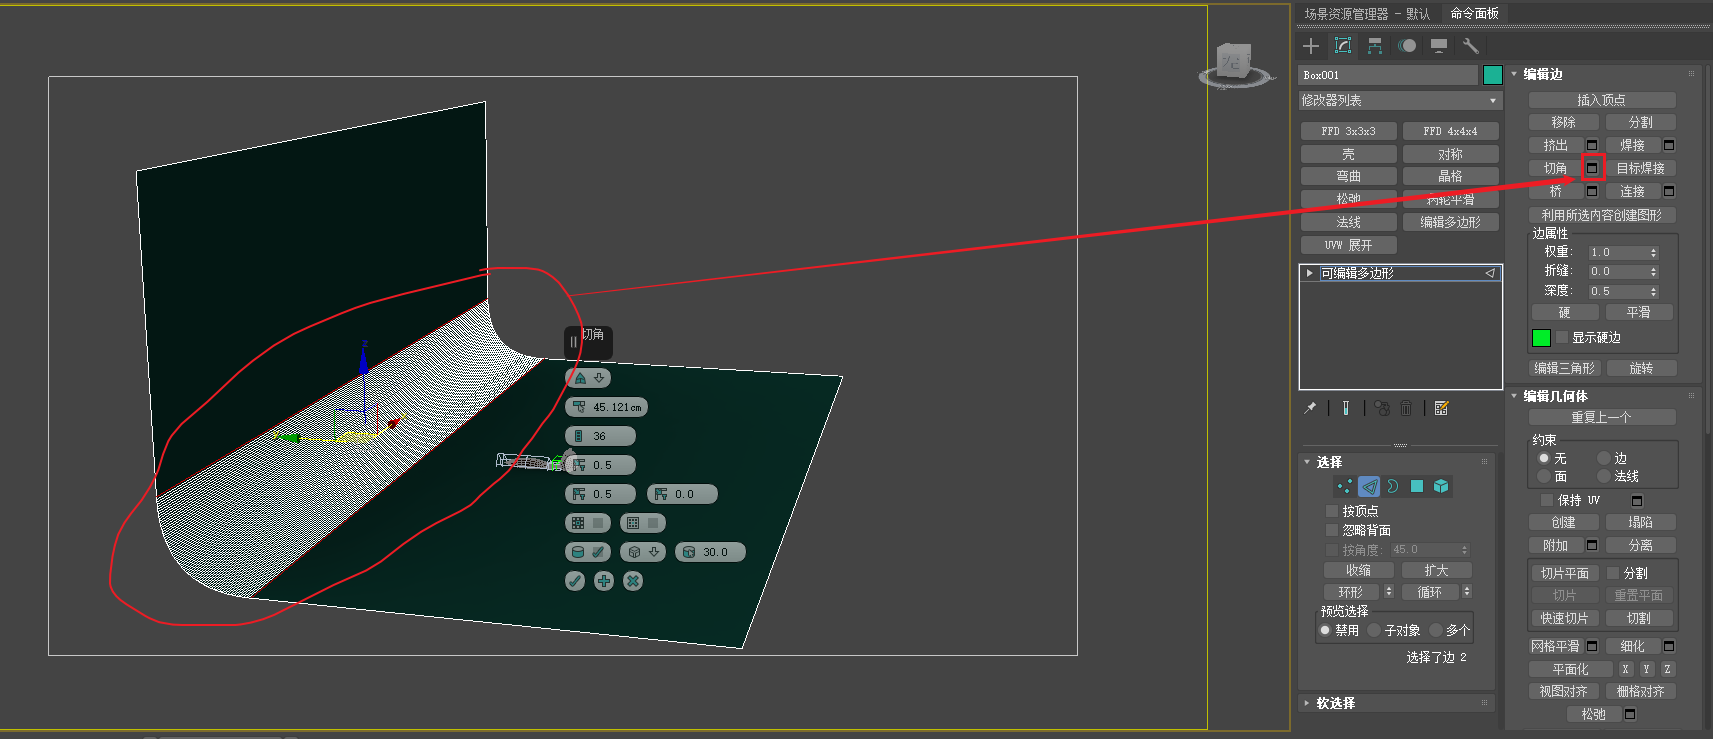 场景资源管理器 - 默认
命令面板
Box001
修改器列表
FFD 3x3x3
FFD 4x4x4
壳
对称
弯曲
晶格
松弛
涡轮平滑
法线
编辑多边形
UVW 展开
可编辑多边形
选择
按顶点
忽略背面
按角度:
45.0
收缩
扩大
环形
循环
预览选择
禁用
子对象
多个
选择了边 2
软选择
编辑边
插入顶点
移除
分割
挤出
焊接
切角
目标焊接
桥
连接
利用所选内容创建图形
边属性
权重:
1.0
折缝:
0.0
深度:
0.5
硬
平滑
显示硬边
编辑三角形
旋转
编辑几何体
重复上一个
约束
无
边
面
法线
保持 UV
创建
塌陷
附加
分离
切片平面
分割
切片
重置平面
快速切片
切割
网格平滑
细化
平面化
X
Y
Z
视图对齐
栅格对齐
松弛
切角
45.121cm
36
0.5
0.5
0.0
30.0
z